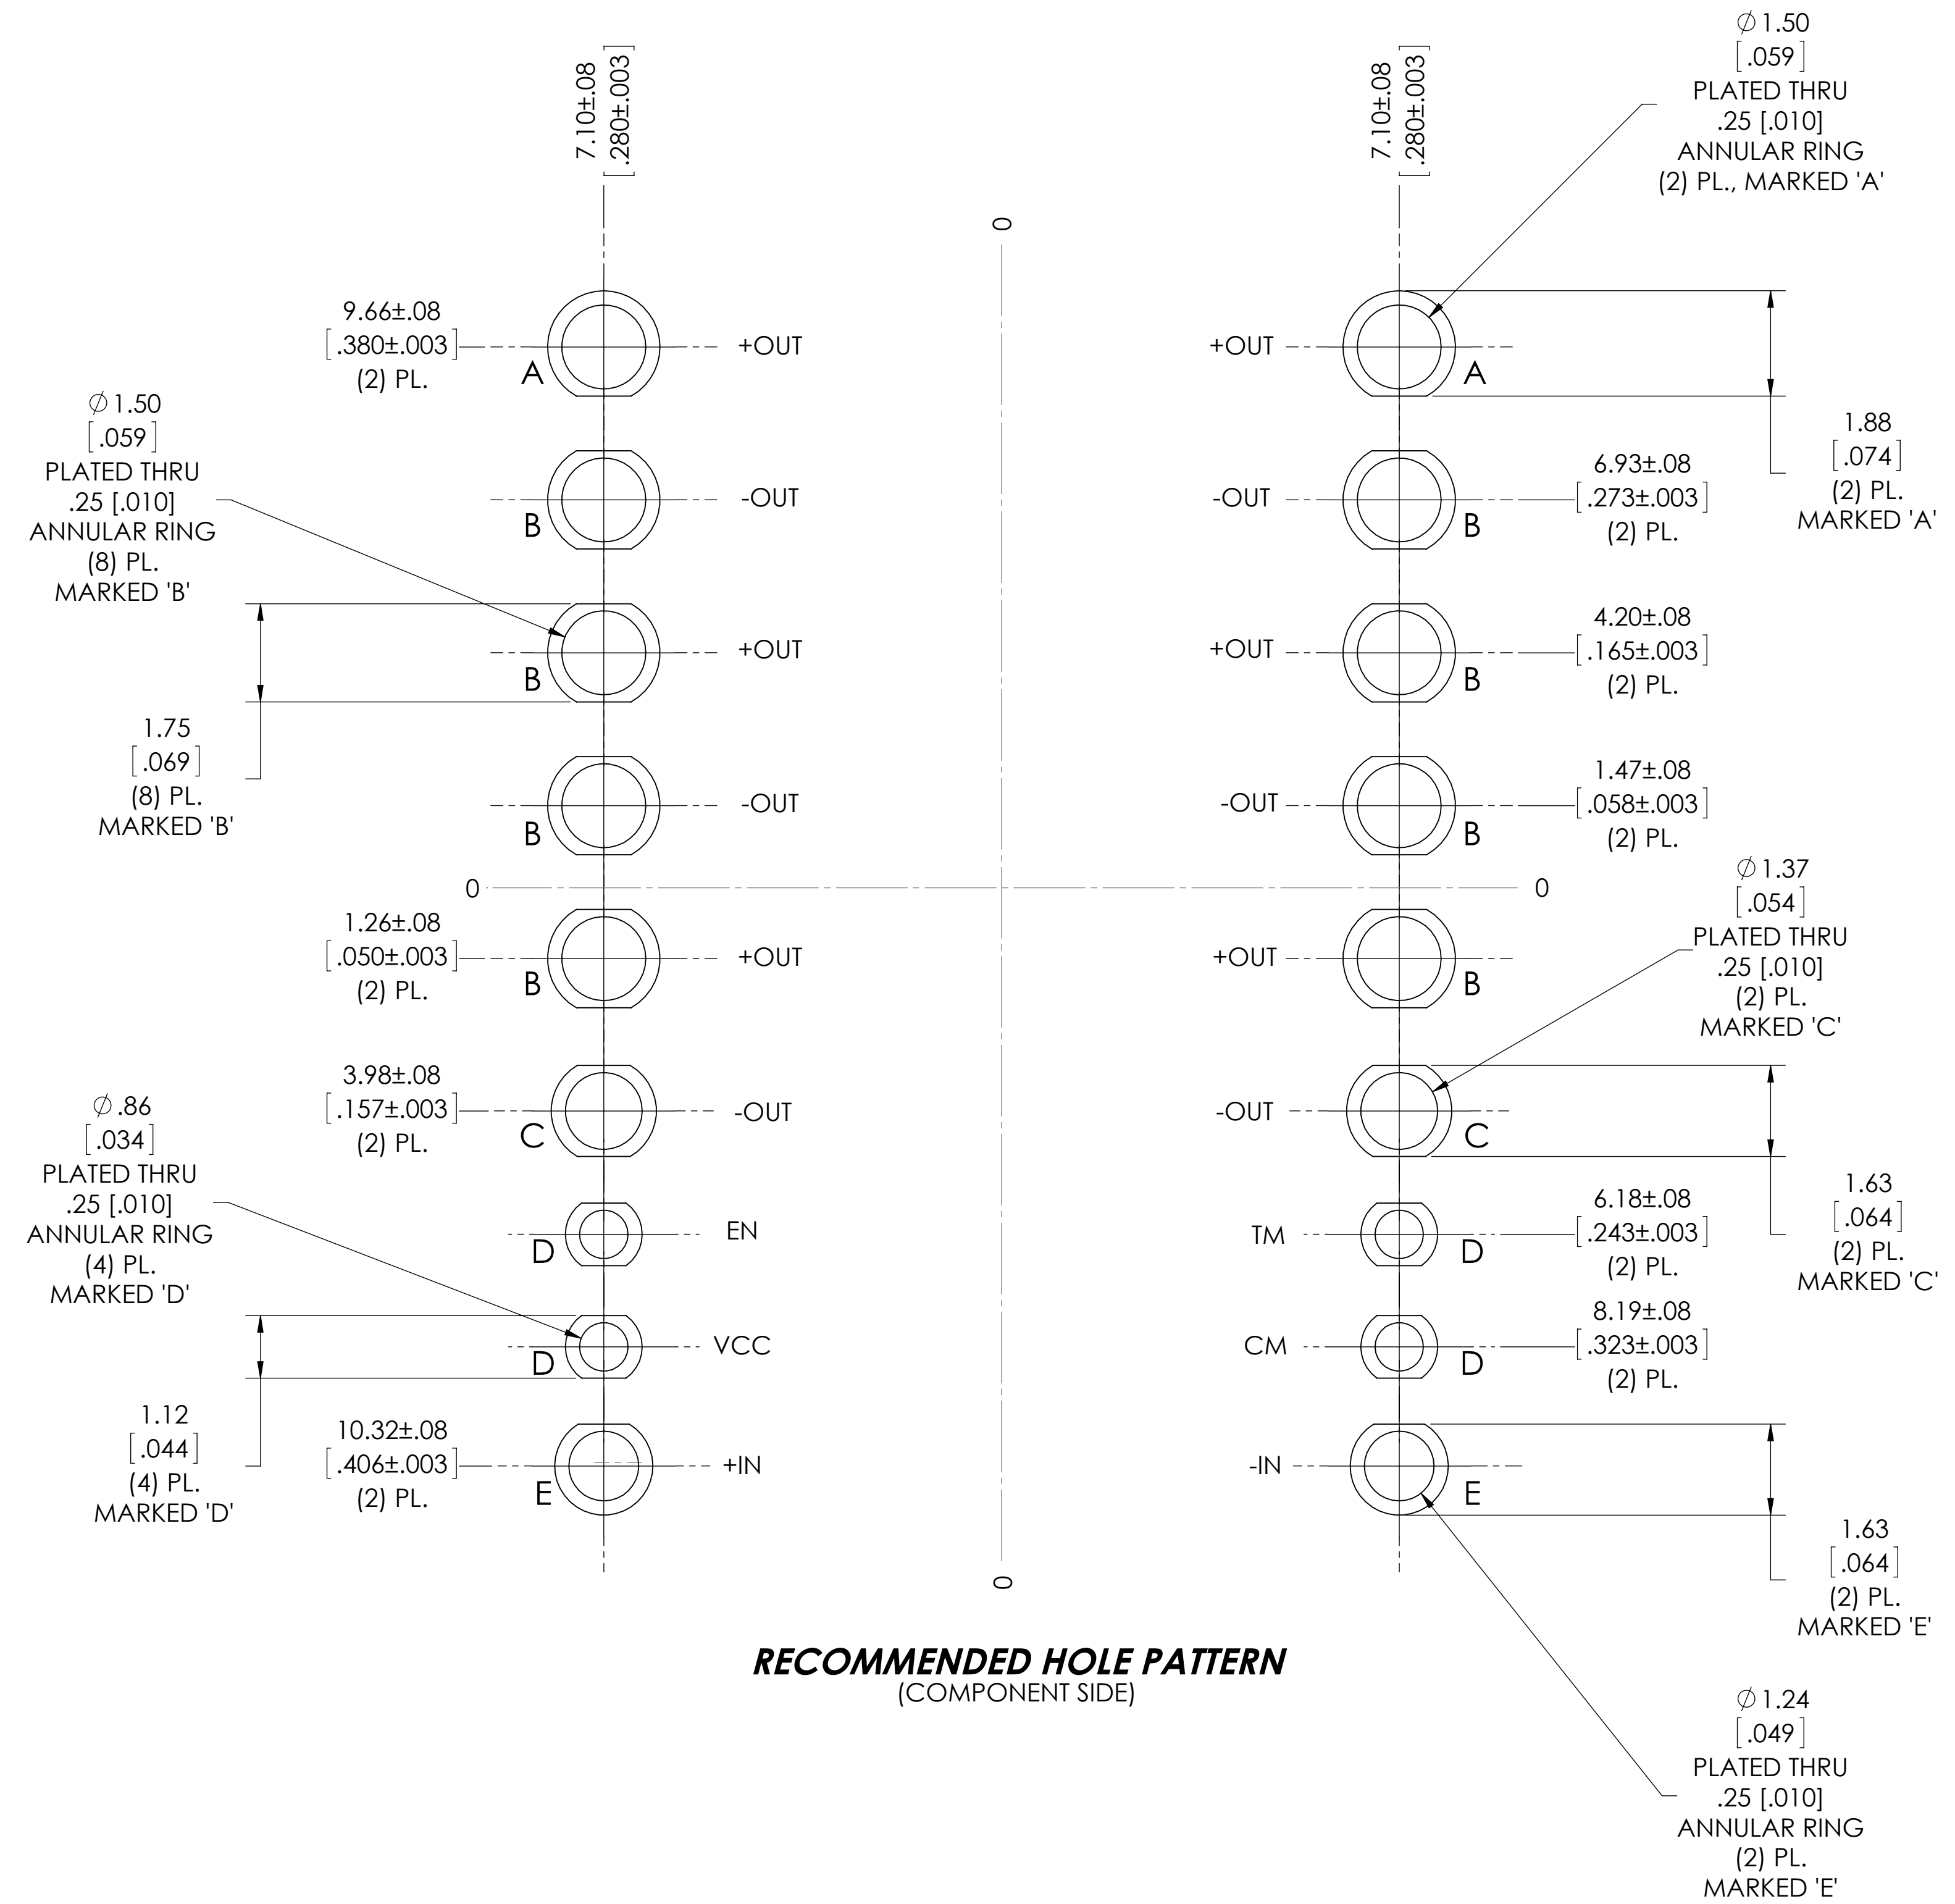 7.10±.08
[.280±.003]
7.10±.08
[.280±.003]
0
Ø1.50
[.059]
PLATED THRU
.25 [.010]
ANNULAR RING
(2) PL., MARKED 'A'
9.66±.08
[.380±.003]
(2) PL.
A
+OUT
+OUT
A
1.88
[.074]
(2) PL.
MARKED 'A'
Ø1.50
[.059]
PLATED THRU
.25 [.010]
ANNULAR RING
(8) PL.
MARKED 'B'
B
-OUT
-OUT
B
6.93±.08
[.273±.003]
(2) PL.
B
+OUT
+OUT
B
4.20±.08
[.165±.003]
(2) PL.
1.75
[.069]
(8) PL.
MARKED 'B'
B
-OUT
-OUT
B
1.47±.08
[.058±.003]
(2) PL.
0
0
Ø1.37
[.054]
PLATED THRU
.25 [.010]
(2) PL.
MARKED 'C'
1.26±.08
[.050±.003]
(2) PL.
B
+OUT
+OUT
B
3.98±.08
[.157±.003]
(2) PL.
C
-OUT
-OUT
C
1.63
[.064]
(2) PL.
MARKED 'C'
Ø.86
[.034]
PLATED THRU
.25 [.010]
ANNULAR RING
(4) PL.
MARKED 'D'
D
EN
TM
D
6.18±.08
[.243±.003]
(2) PL.
D
VCC
CM
D
8.19±.08
[.323±.003]
(2) PL.
1.12
[.044]
(4) PL.
MARKED 'D'
10.32±.08
[.406±.003]
(2) PL.
E
+IN
-IN
E
1.63
[.064]
(2) PL.
MARKED 'E'
0
RECOMMENDED HOLE PATTERN
(COMPONENT SIDE)
Ø1.24
[.049]
PLATED THRU
.25 [.010]
ANNULAR RING
(2) PL.
MARKED 'E'